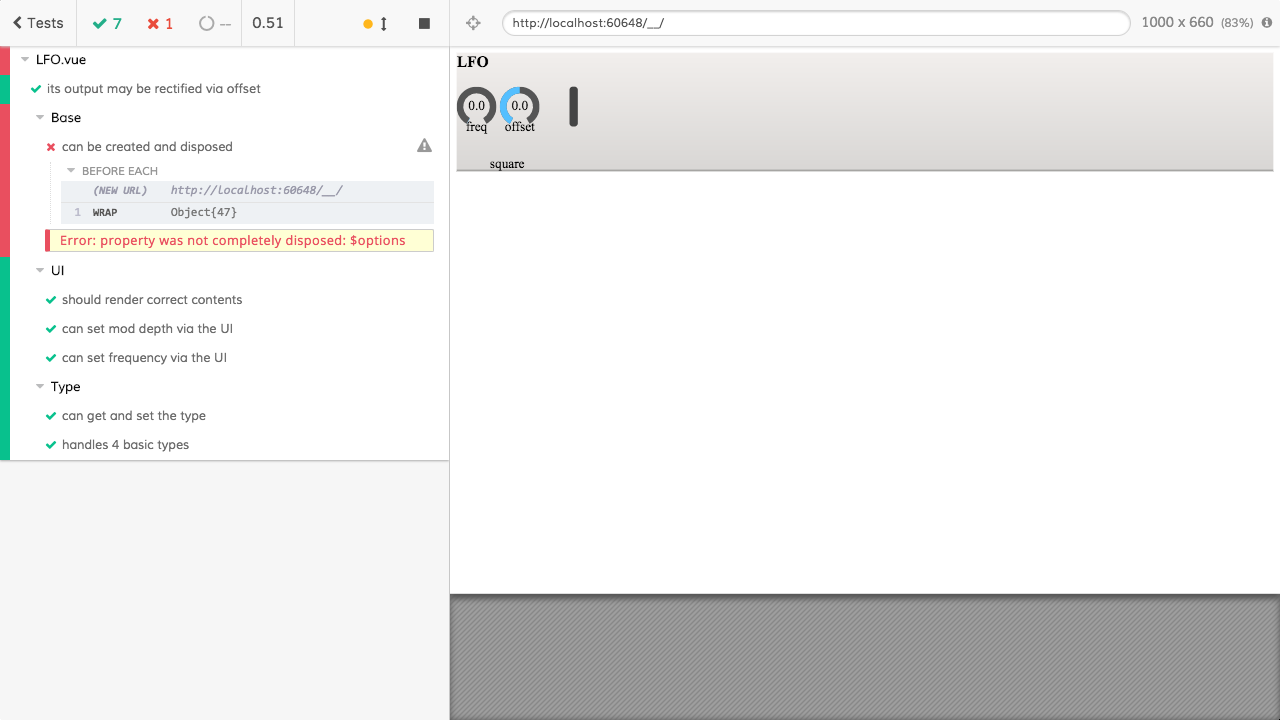 Tests 7 1 -- 0.51
http://localhost:60648/__/ 1000 x 660 (83%)
LFO.vue
its output may be rectified via offset
Base
can be created and disposed
BEFORE EACH
(NEW URL) http://localhost:60648/__/
1 WRAP Object{47}
Error: property was not completely disposed: $options
UI
should render correct contents
can set mod depth via the UI
can set frequency via the UI
Type
can get and set the type
handles 4 basic types
LFO
0.0 0.0
freq offset
square